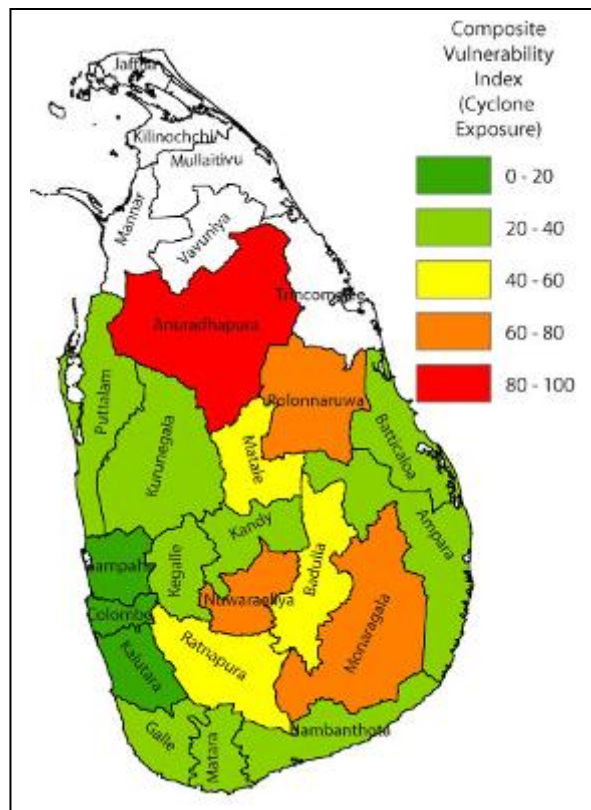 Composite
Vulnerability
Index
(Cyclone
Exposure)
0 - 20
20 - 40
40 - 60
60 - 80
80 - 100
Jaffna
Kilinochchi
Mullaitivu
Mannar
Vavuniya
Trincomalee
Anuradhapura
Puttalam
Polonnaruwa
Kurunegala
Matale
Batticaloa
Ampara
Kandy
Gampaha
Kegalle
Badulla
Nuwaraeliya
Colombo
Monaragala
Kalutara
Ratnapura
Hambanthota
Galle
Matara